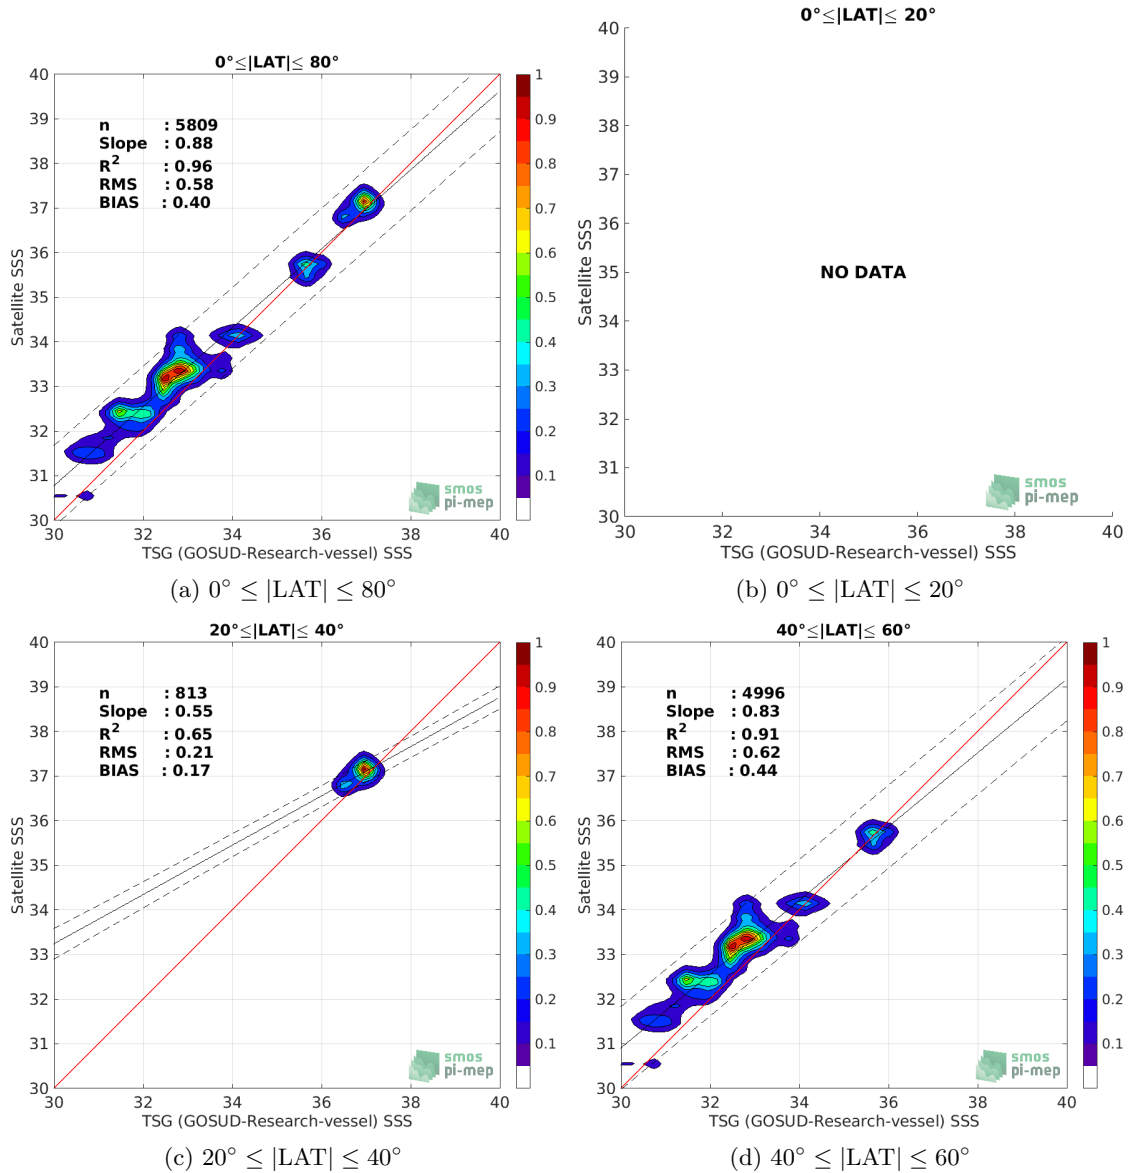 0°≤|LAT|≤ 80°
40
39
38
37
36
35
34
33
32
31
30
Satellite SSS
n : 5809
Slope : 0.88
R² : 0.96
RMS : 0.58
BIAS : 0.40
smos
pi-mep
30 32 34 36 38 40
TSG (GOSUD-Research-vessel) SSS
1
0.9
0.8
0.7
0.6
0.5
0.4
0.3
0.2
0.1
(a) 0° ≤ |LAT| ≤ 80°
0°≤|LAT|≤ 20°
40
39
38
37
36
35
34
33
32
31
30
Satellite SSS
NO DATA
smos
pi-mep
30 32 34 36 38 40
TSG (GOSUD-Research-vessel) SSS
(b) 0° ≤ |LAT| ≤ 20°
20°≤|LAT|≤ 40°
40
39
38
37
36
35
34
33
32
31
30
Satellite SSS
n : 813
Slope : 0.55
R² : 0.65
RMS : 0.21
BIAS : 0.17
smos
pi-mep
30 32 34 36 38 40
TSG (GOSUD-Research-vessel) SSS
1
0.9
0.8
0.7
0.6
0.5
0.4
0.3
0.2
0.1
(c) 20° ≤ |LAT| ≤ 40°
40°≤|LAT|≤ 60°
40
39
38
37
36
35
34
33
32
31
30
Satellite SSS
n : 4996
Slope : 0.83
R² : 0.91
RMS : 0.62
BIAS : 0.44
smos
pi-mep
30 32 34 36 38 40
TSG (GOSUD-Research-vessel) SSS
1
0.9
0.8
0.7
0.6
0.5
0.4
0.3
0.2
0.1
(d) 40° ≤ |LAT| ≤ 60°